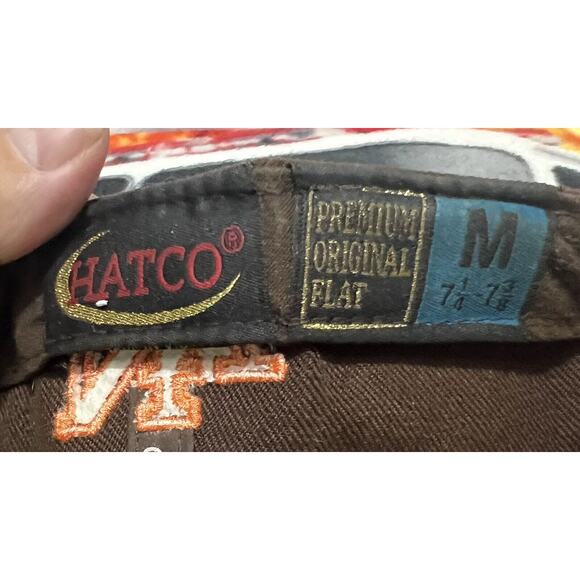 HATCO®
PREMIUM
ORIGINAL
FLAT
M
7 1/4 - 7 3/8